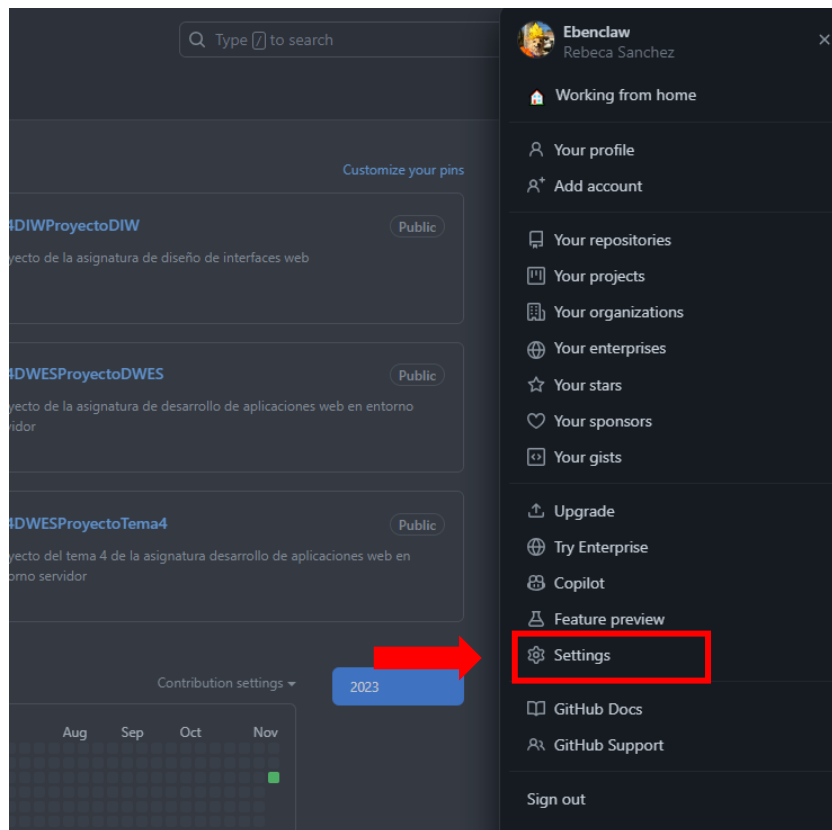 Type / to search
Customize your pins
4DIWProyectoDIW
Public
yecto de la asignatura de diseño de interfaces web
4DWESProyectoDWES
Public
yecto de la asignatura de desarrollo de aplicaciones web en entorno
vidor
4DWESProyectoTema4
Public
yecto del tema 4 de la asignatura desarrollo de aplicaciones web en
orno servidor
Contribution settings
2023
Aug Sep Oct Nov
Ebenclaw
Rebeca Sanchez
Working from home
Your profile
Add account
Your repositories
Your projects
Your organizations
Your enterprises
Your stars
Your sponsors
Your gists
Upgrade
Try Enterprise
Copilot
Feature preview
Settings
GitHub Docs
GitHub Support
Sign out